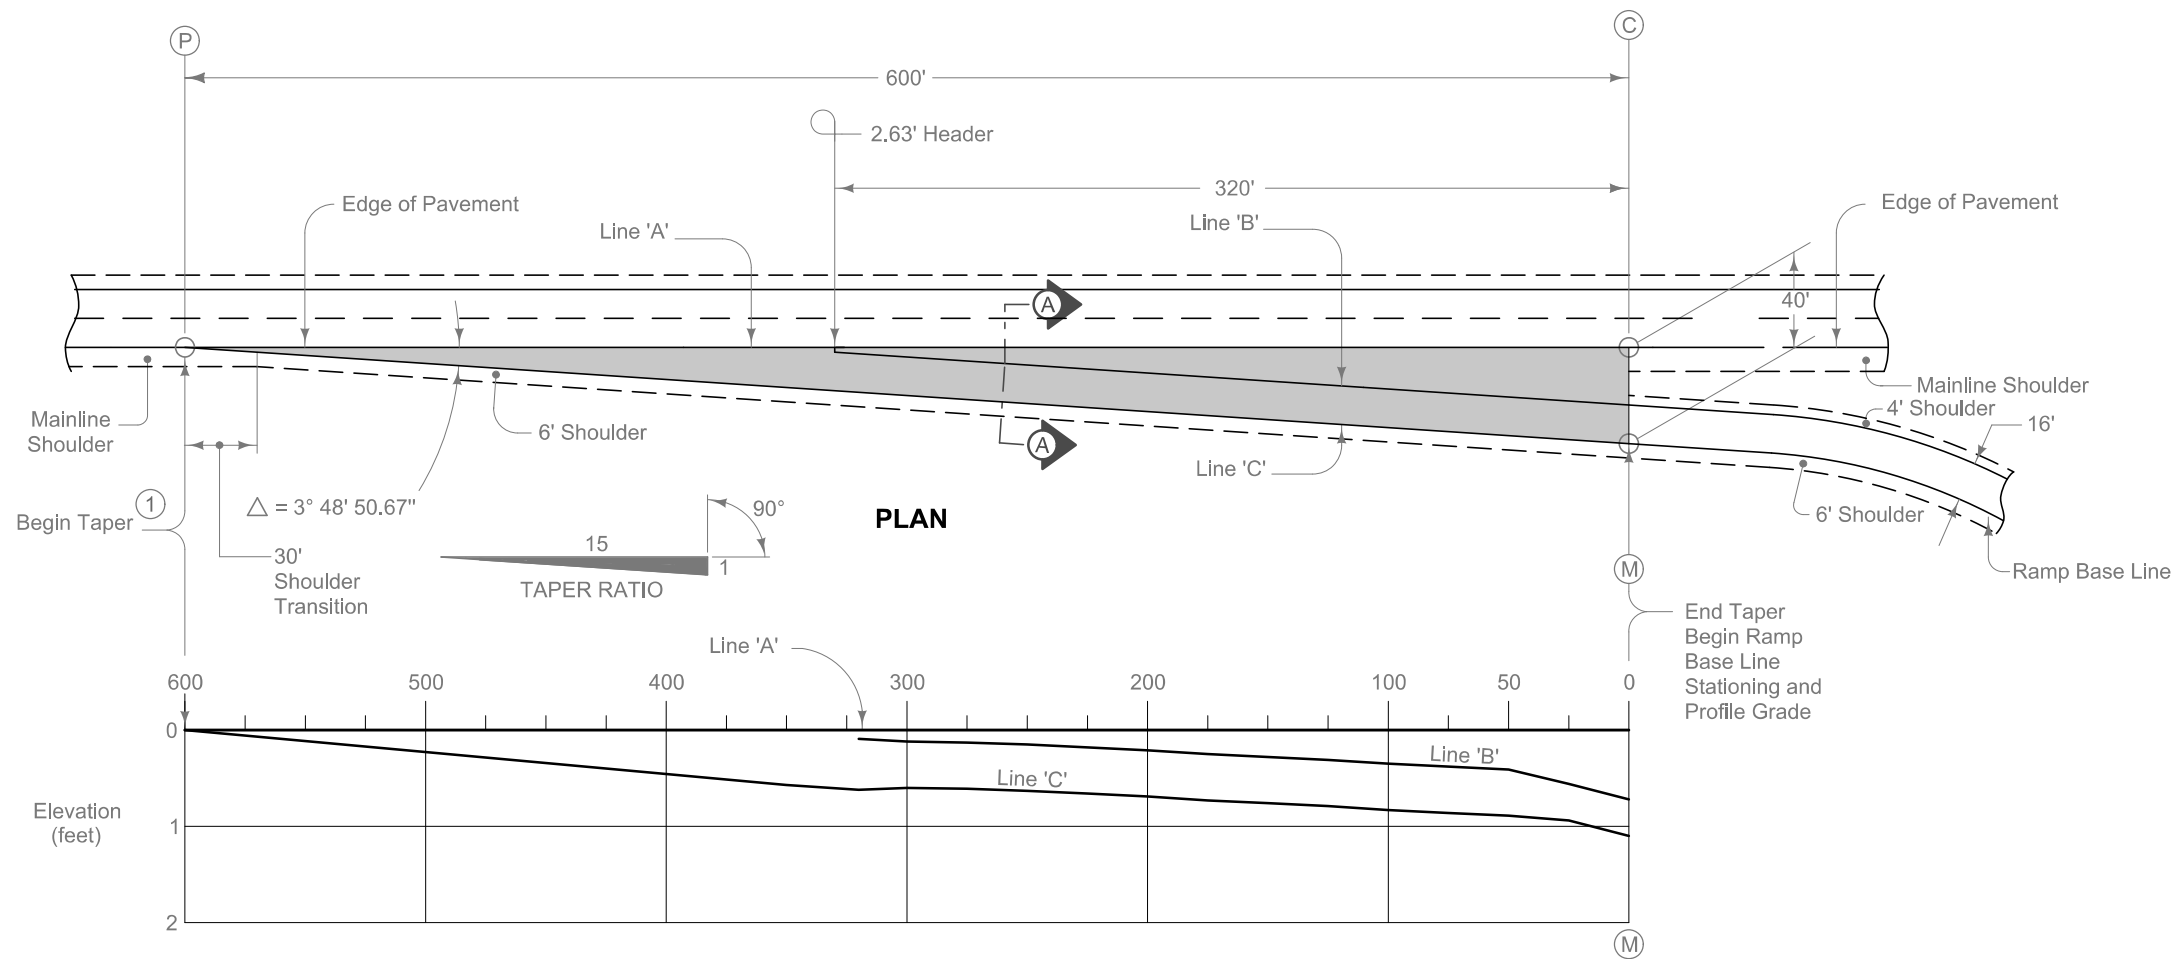 P
C
600'
2.63' Header
320'
Edge of Pavement
Line 'A'
Line 'B'
Edge of Pavement
A
40'
Mainline
Shoulder
6' Shoulder
A
Line 'C'
Mainline Shoulder
4' Shoulder
16'
6' Shoulder
Ramp Base Line
1
Begin Taper
△ = 3° 48' 50.67"
30'
Shoulder
Transition
15
90°
1
TAPER RATIO
PLAN
M
End Taper
Begin Ramp
Base Line
Stationing and
Profile Grade
Line 'A'
600 500 400 300 200 100 50 0
0
Line 'B'
Line 'C'
Elevation
(feet)
1
2
M